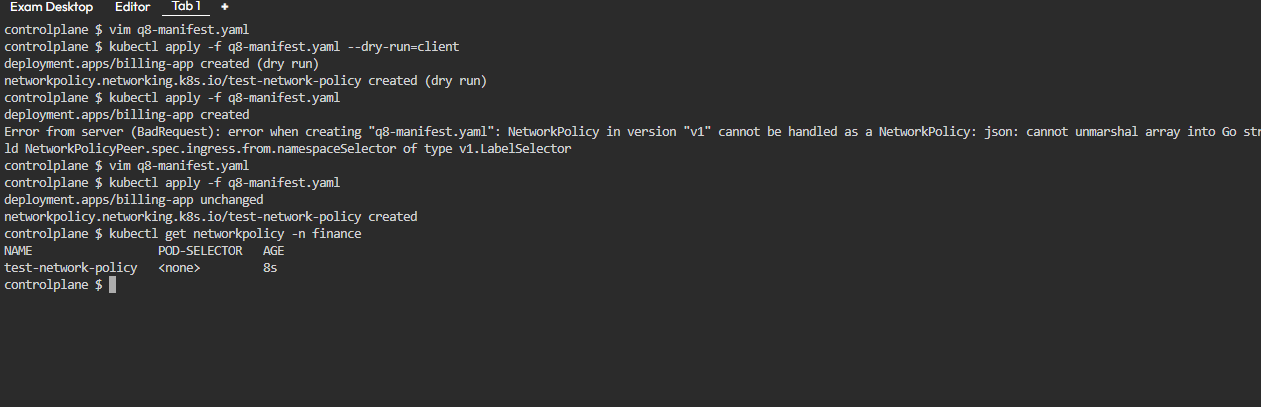 Exam Desktop Editor Tab 1 +
controlplane $ vim q8-manifest.yaml
controlplane $ kubectl apply -f q8-manifest.yaml --dry-run=client
deployment.apps/billing-app created (dry run)
networkpolicy.networking.k8s.io/test-network-policy created (dry run)
controlplane $ kubectl apply -f q8-manifest.yaml
deployment.apps/billing-app created
Error from server (BadRequest): error when creating "q8-manifest.yaml": NetworkPolicy in version "v1" cannot be handled as a NetworkPolicy: json: cannot unmarshal array into Go str
ld NetworkPolicyPeer.spec.ingress.from.namespaceSelector of type v1.LabelSelector
controlplane $ vim q8-manifest.yaml
controlplane $ kubectl apply -f q8-manifest.yaml
deployment.apps/billing-app unchanged
networkpolicy.networking.k8s.io/test-network-policy created
controlplane $ kubectl get networkpolicy -n finance
NAME POD-SELECTOR AGE
test-network-policy <none> 8s
controlplane $